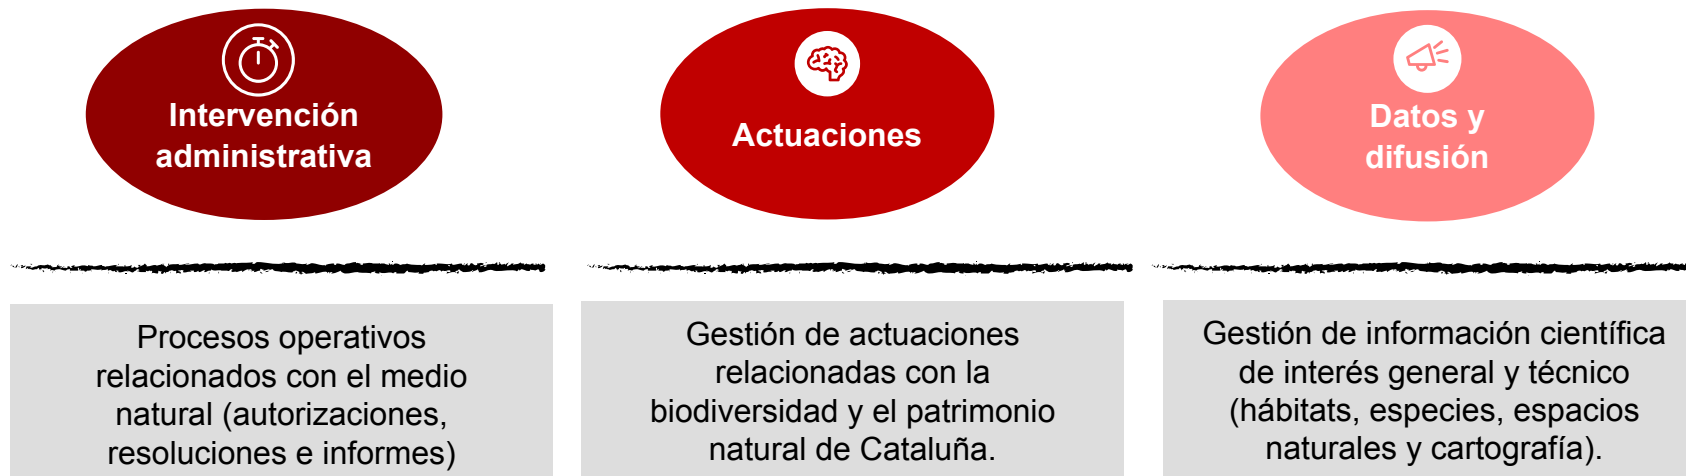 Intervención
administrativa
Actuaciones
Datos y
difusión
Procesos operativos
relacionados con el medio
natural (autorizaciones,
resoluciones e informes)
Gestión de actuaciones
relacionadas con la
biodiversidad y el patrimonio
natural de Cataluña.
Gestión de información científica
de interés general y técnico
(hábitats, especies, espacios
naturales y cartografía).